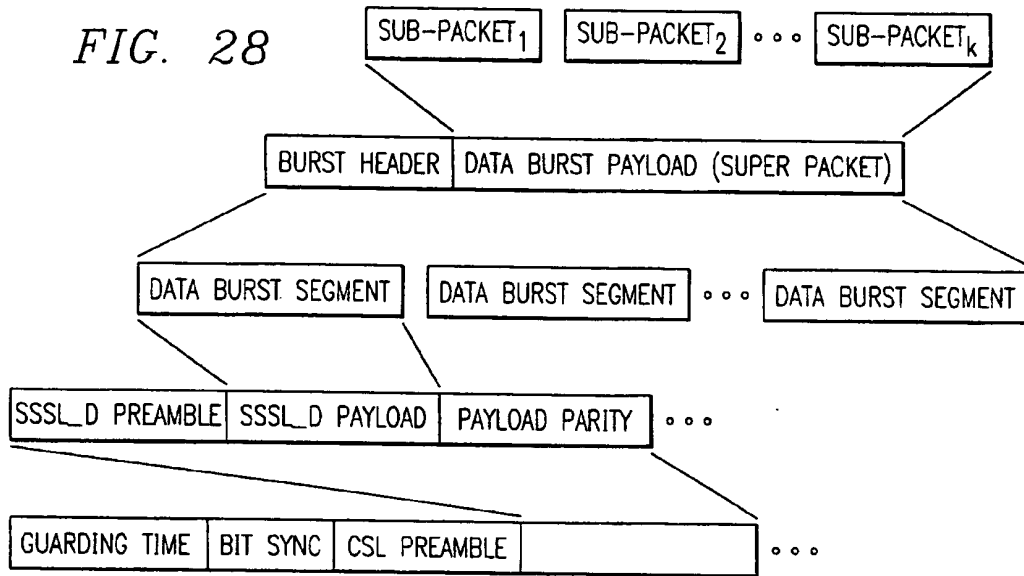 FIG. 28
SUB-PACKET1 SUB-PACKET2 ∘∘∘ SUB-PACKETk
BURST HEADER DATA BURST PAYLOAD (SUPER PACKET)
DATA BURST SEGMENT DATA BURST SEGMENT ∘∘∘ DATA BURST SEGMENT
SSSL_D PREAMBLE SSSL_D PAYLOAD PAYLOAD PARITY ∘∘∘
GUARDING TIME BIT SYNC CSL PREAMBLE ∘∘∘